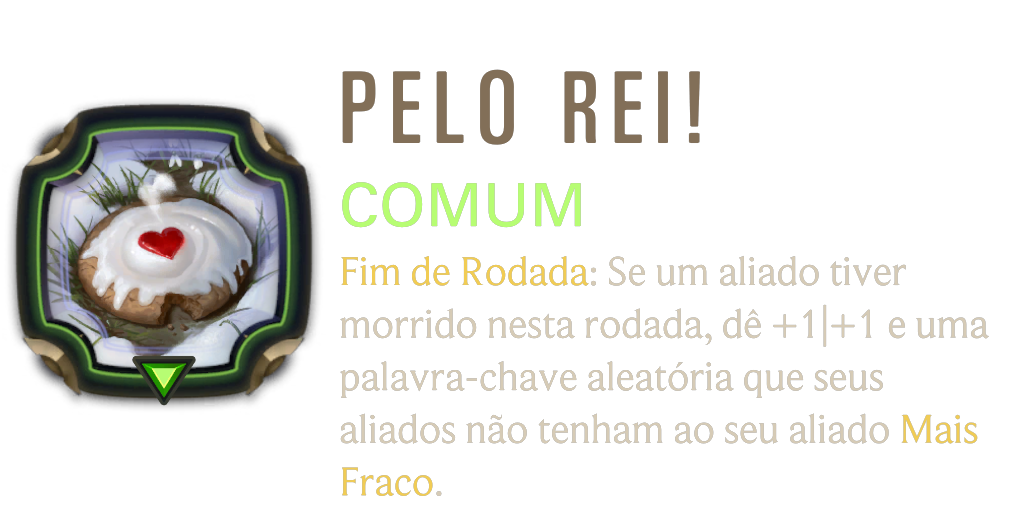 PELO REI!
COMUM
Fim de Rodada: Se um aliado tiver
morrido nesta rodada, dê +1|+1 e uma
palavra-chave aleatória que seus
aliados não tenham ao seu aliado Mais
Fraco.